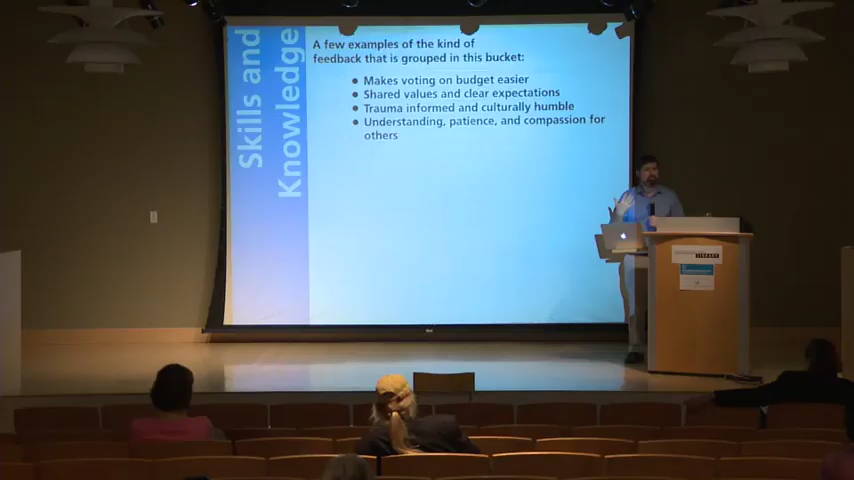 Skills and
Knowledge
A few examples of the kind of
feedback that is grouped in this bucket:
Makes voting on budget easier
Shared values and clear expectations
Trauma informed and culturally humble
Understanding, patience, and compassion for
others
LIBRARY